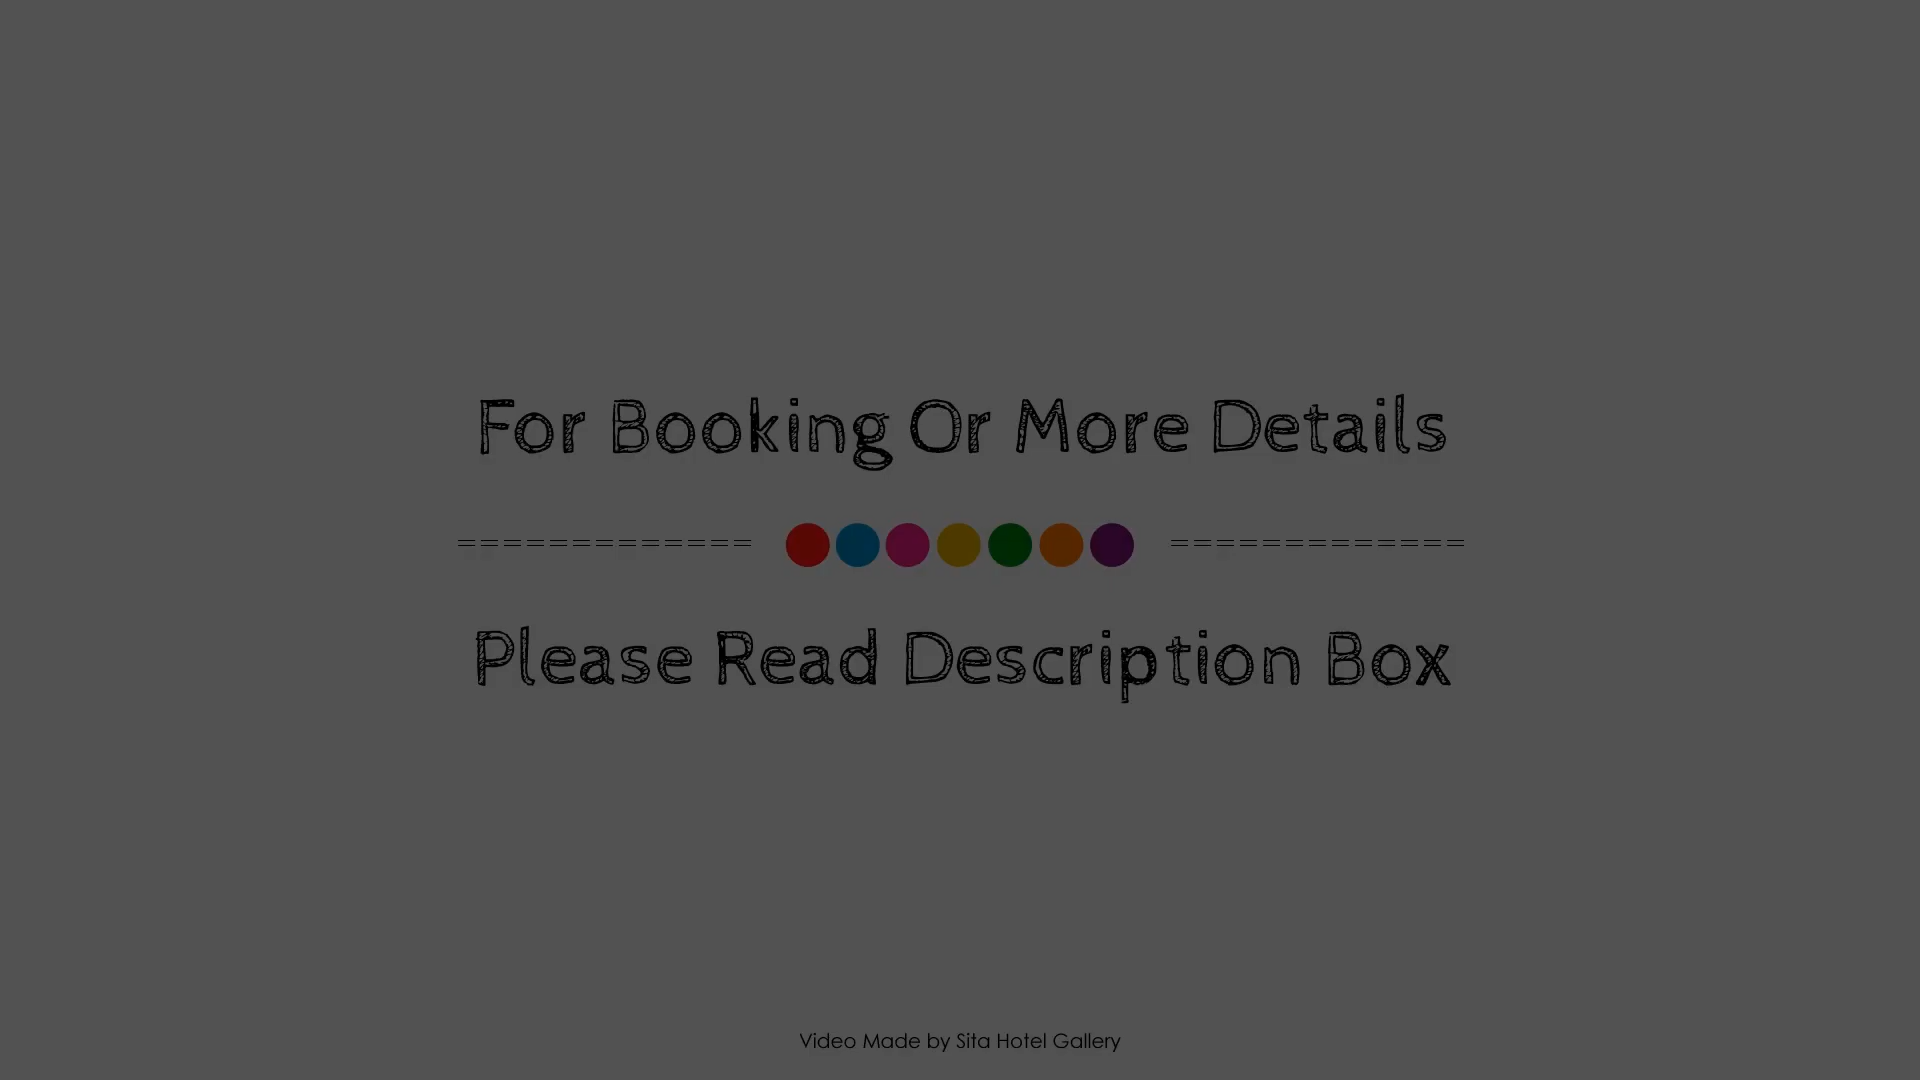 For Booking Or More Details
============= =============
Please Read Description Box
Video Made by Sita Hotel Gallery